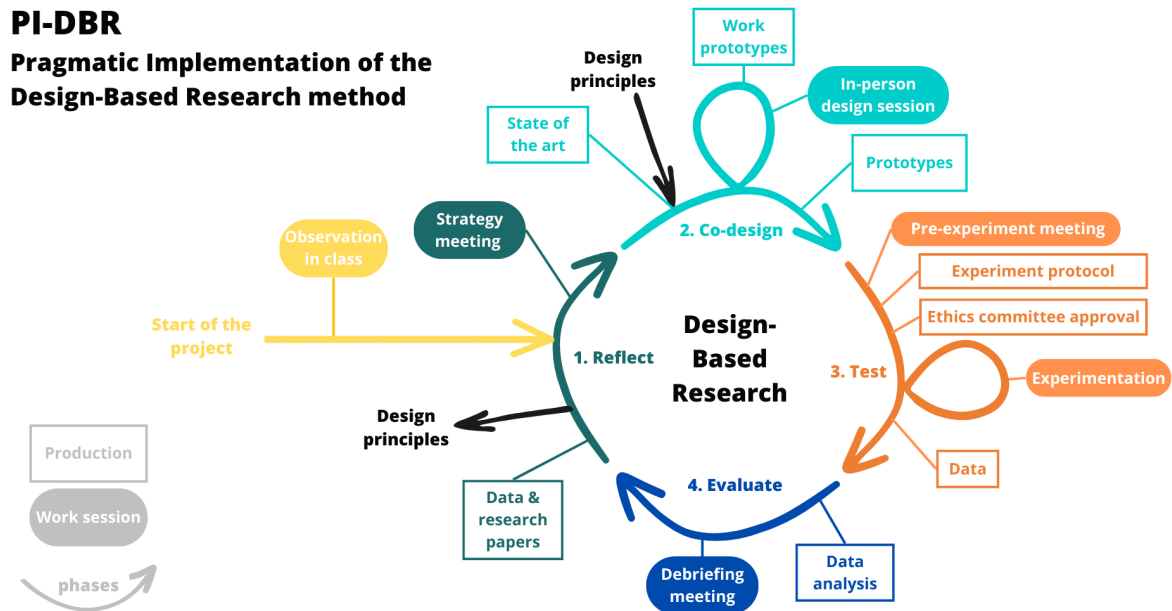 PI-DBR
Pragmatic Implementation of the
Design-Based Research method
Design
principles
Work
prototypes
In-person
design session
State of
the art
Prototypes
2. Co-design
Strategy
meeting
Observation
in class
Start of the
project
Pre-experiment meeting
Experiment protocol
Ethics committee approval
Design-
Based
Research
1. Reflect
3. Test
Experimentation
Design
principles
Data
4. Evaluate
Data &
research
papers
Data
analysis
Debriefing
meeting
Production
Work session
phases